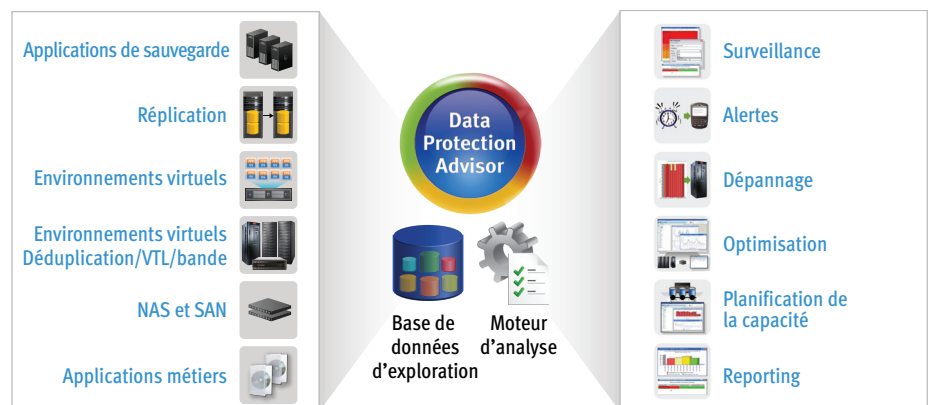 Applications de sauvegarde
Réplication
Environnements virtuels
Environnements virtuels
Déduplication/VTL/bande
NAS et SAN
Applications métiers
Data
Protection
Advisor
Base de
données
d'exploration
Moteur
d'analyse
Surveillance
Alertes
Dépannage
Optimisation
Planification de
la capacité
Reporting